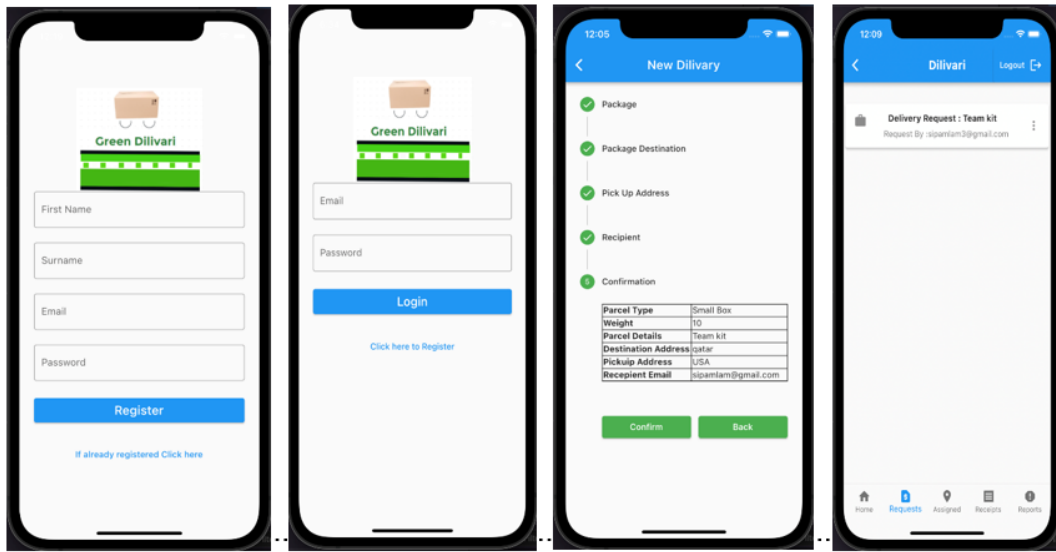 Green Dilivari
First Name
Surname
Email
Password
Register
If already registered Click here
Green Dilivari
Email
Password
Login
Click here to Register
12:05
New Dilivary
Package
Package Destination
Pick Up Address
Recipient
5 Confirmation
Parcel Type Small Box
Weight 10
Parcel Details Team kit
Destination Address qatar
Pickuip Address USA
Recepient Email sipamlam@gmail.com
Confirm Back
12:09
Dilivari Logout
Delivery Request : Team kit
Request By :sipamlam3@gmail.com
Home Requests Assigned Receipts Reports